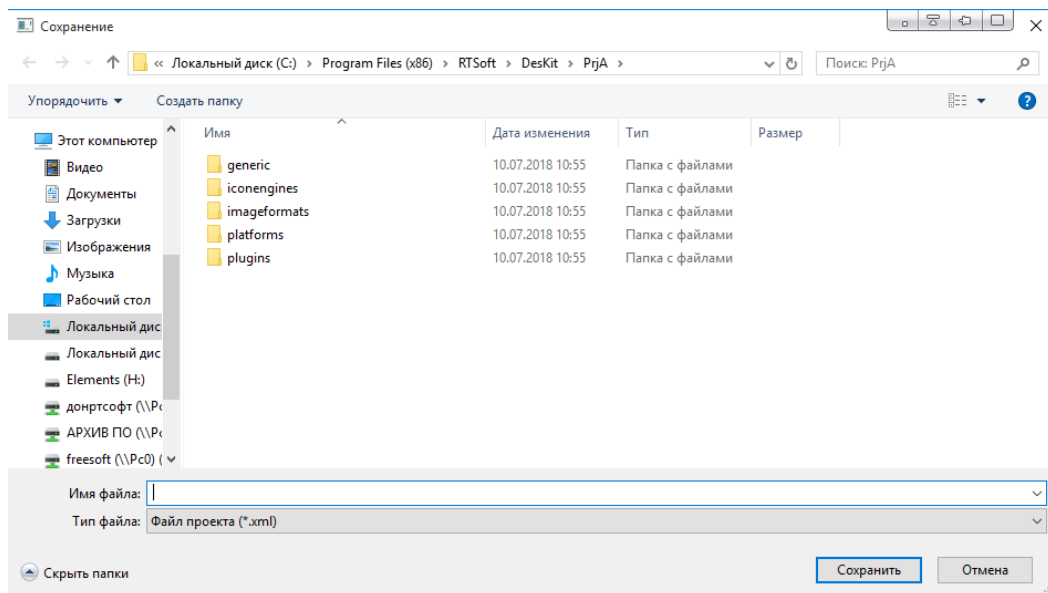 Сохранение
« Локальный диск (C:) › Program Files (x86) › RTSoft › DesKit › PrjA ›
Поиск: PrjA
Упорядочить
Создать папку
Имя Дата изменения Тип Размер
generic 10.07.2018 10:55 Папка с файлами
iconengines 10.07.2018 10:55 Папка с файлами
imageformats 10.07.2018 10:55 Папка с файлами
platforms 10.07.2018 10:55 Папка с файлами
plugins 10.07.2018 10:55 Папка с файлами
Этот компьютер
Видео
Документы
Загрузки
Изображения
Музыка
Рабочий стол
Локальный дис
Локальный дис
Elements (H:)
донртсофт (\\Pc
АРХИВ ПО (\\Pc
freesoft (\\Pc0) (
Имя файла:
Тип файла: Файл проекта (*.xml)
Скрыть папки
Сохранить
Отмена